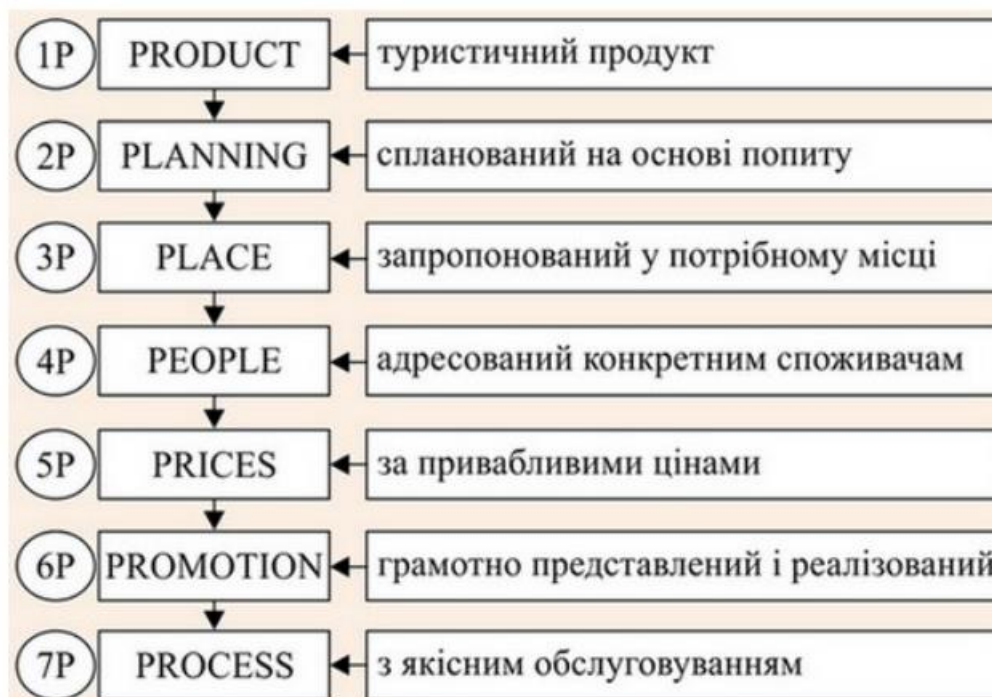 1P PRODUCT туристичний продукт
2P PLANNING спланований на основі попиту
3P PLACE запропонований у потрібному місці
4P PEOPLE адресований конкретним споживачам
5P PRICES за привабливими цінами
6P PROMOTION грамотно представлений і реалізований
7P PROCESS з якісним обслуговуванням